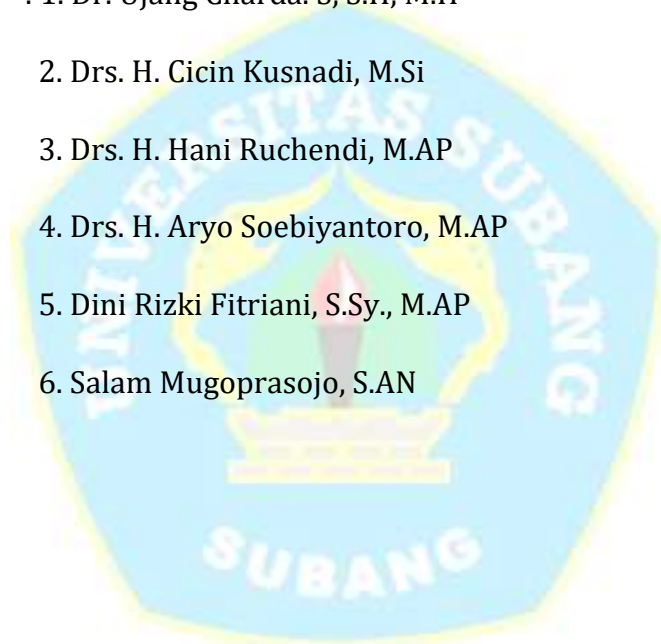 2. Drs. H. Cicin Kusnadi, M.Si
3. Drs. H. Hani Ruchendi, M.AP
4. Drs. H. Aryo Soebiyantoro, M.AP
5. Dini Rizki Fitriani, S.Sy., M.AP
6. Salam Mugoprasojo, S.AN
UNIVERSITAS SUBANG
SUBANG